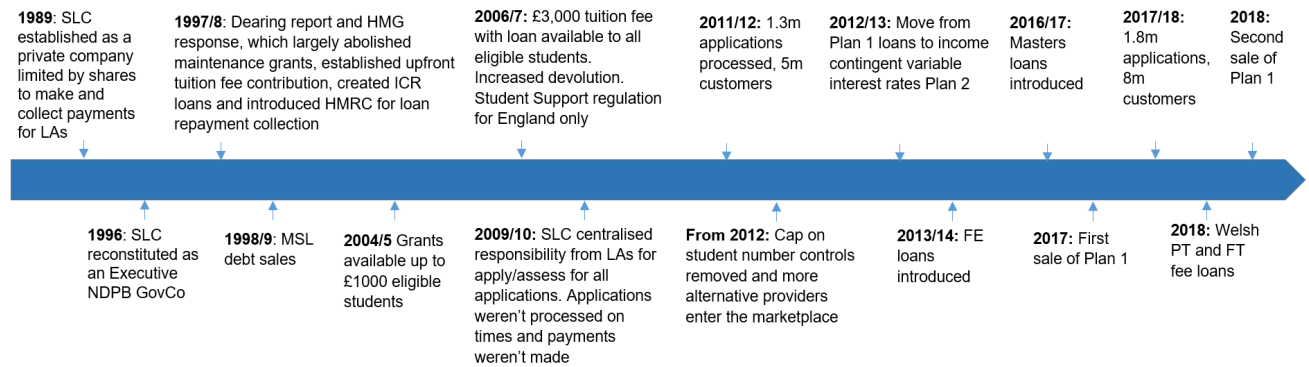 1989: SLC
established as a
private company
limited by shares
to make and
collect payments
for LAs
1997/8: Dearing report and HMG
response, which largely abolished
maintenance grants, established upfront
tuition fee contribution, created ICR
loans and introduced HMRC for loan
repayment collection
2006/7: £3,000 tuition fee
with loan available to all
eligible students.
Increased devolution.
Student Support regulation
for England only
2011/12: 1.3m
applications
processed, 5m
customers
2012/13: Move from
Plan 1 loans to income
contingent variable
interest rates Plan 2
2016/17:
Masters
loans
introduced
2017/18:
1.8m
applications,
8m
customers
2018:
Second
sale of
Plan 1
1996: SLC
reconstituted as
an Executive
NDPB GovCo
1998/9: MSL
debt sales
2004/5 Grants
available up to
£1000 eligible
students
2009/10: SLC centralised
responsibility from LAs for
apply/assess for all
applications. Applications
weren't processed on
times and payments
weren't made
From 2012: Cap on
student number controls
removed and more
alternative providers
enter the marketplace
2013/14: FE
loans
introduced
2017: First
sale of Plan 1
2018: Welsh
PT and FT
fee loans